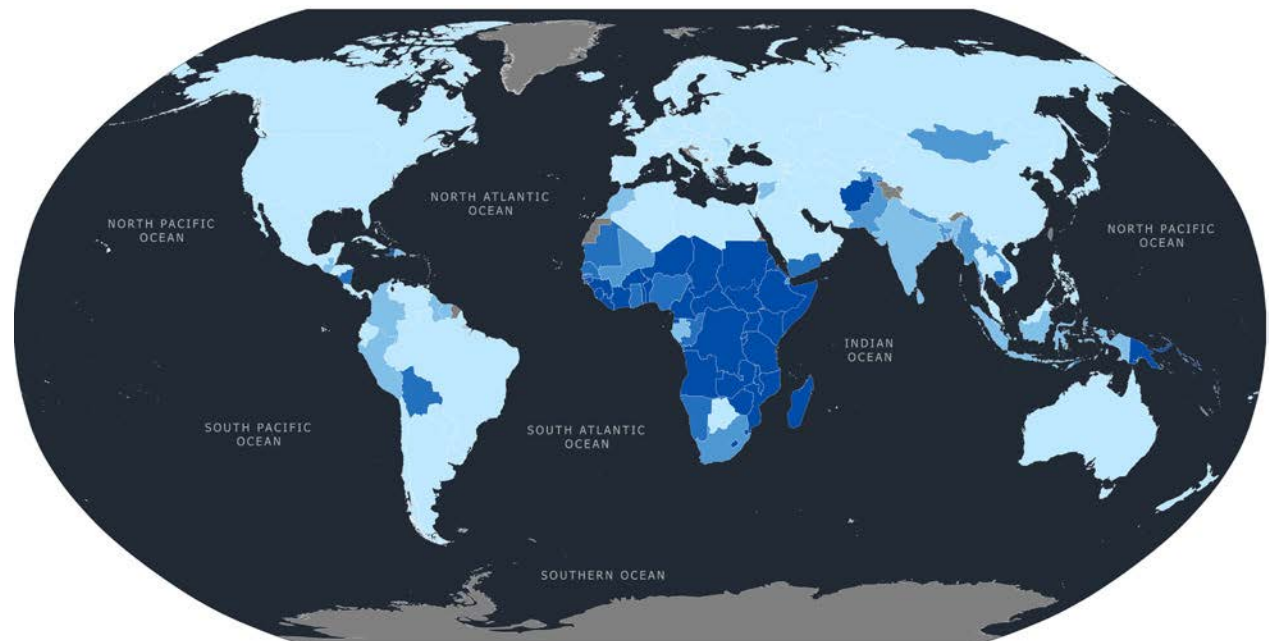 NORTH ATLANTIC
OCEAN
NORTH PACIFIC
OCEAN
NORTH PACIFIC
OCEAN
INDIAN
OCEAN
SOUTH PACIFIC
OCEAN
SOUTH ATLANTIC
OCEAN
SOUTHERN OCEAN